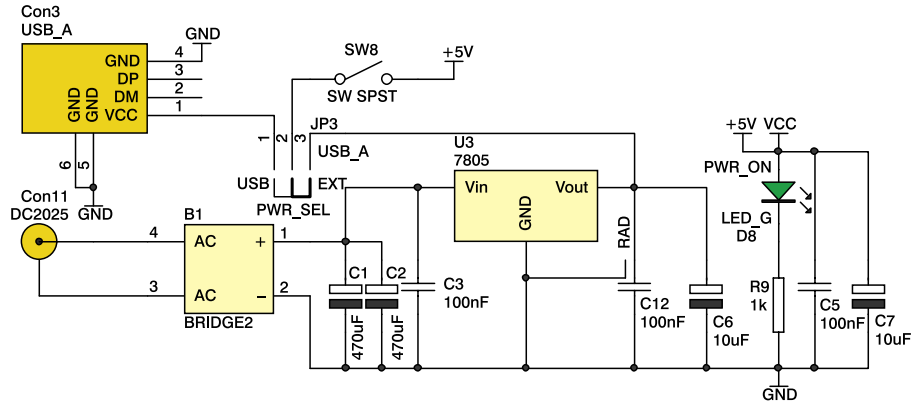 Con3
USB_A
GND
GND 4
DP 3
DM 2
VCC 1
GND
GND
6
5
GND
SW8
SW SPST
+5V
1
2
3
JP3
USB_A
USB
EXT
PWR_SEL
Con11
DC2025
4
3
B1
AC +
AC −
1
2
BRIDGE2
C1
470uF
C2
470uF
C3
100nF
U3
7805
Vin
Vout
GND
RAD
C12
100nF
C6
10uF
+5V
VCC
PWR_ON
LED_G
D8
R9
1k
C5
100nF
C7
10uF
GND